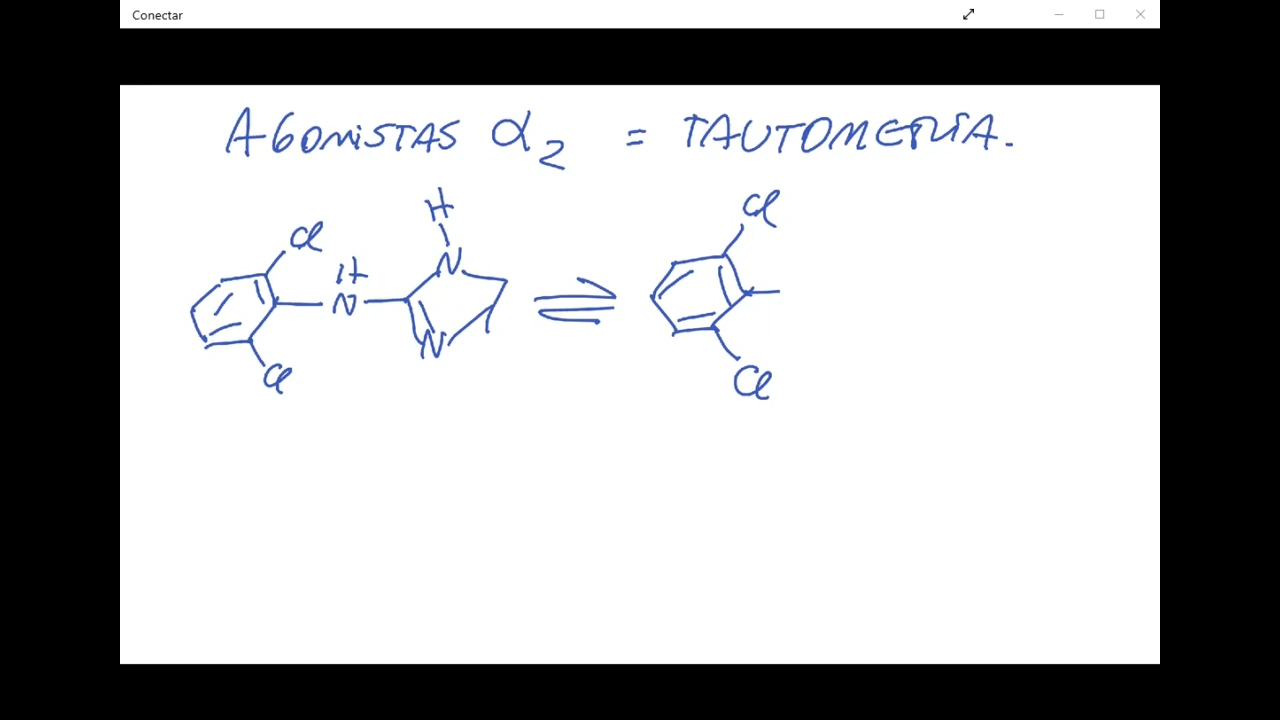 Conectar
AGONISTAS α2 = TAUTOMERIA.
H Cl
Cl H N
N N
Cl Cl